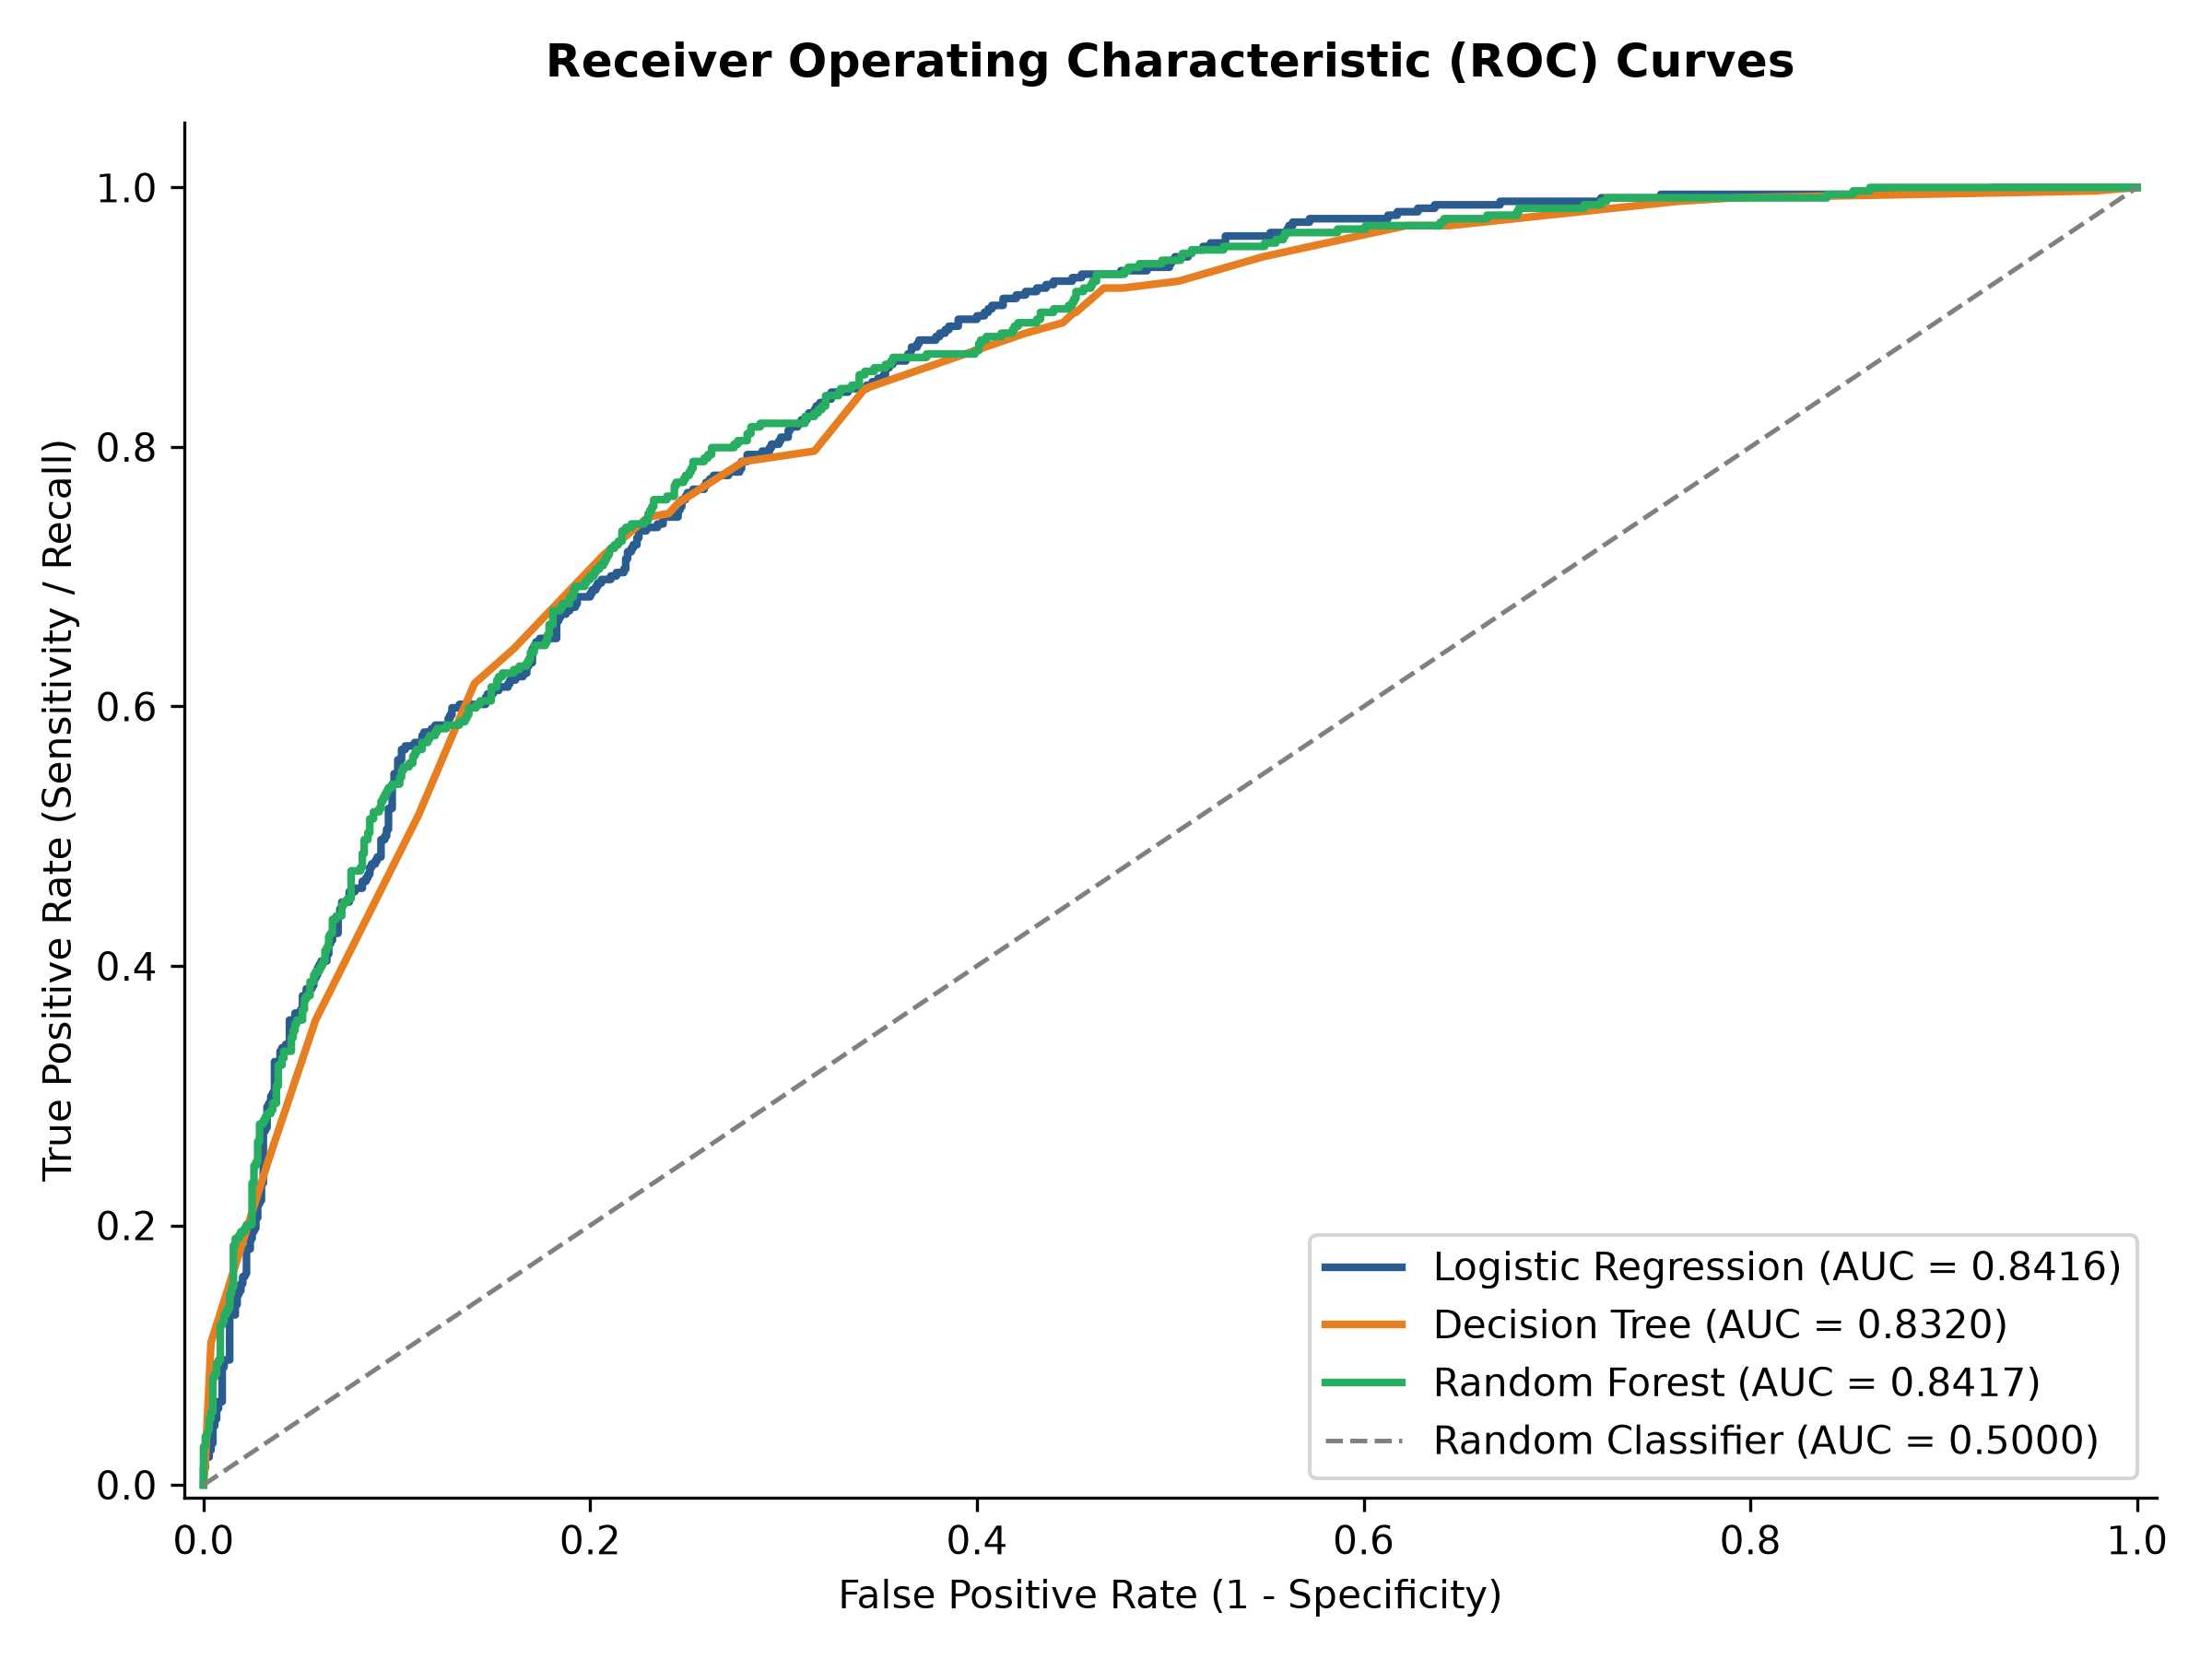 Receiver Operating Characteristic (ROC) Curves
True Positive Rate (Sensitivity / Recall)
1.0
0.8
0.6
0.4
0.2
0.0
Logistic Regression (AUC = 0.8416)
Decision Tree (AUC = 0.8320)
Random Forest (AUC = 0.8417)
Random Classifier (AUC = 0.5000)
0.0 0.2 0.4 0.6 0.8 1.0
False Positive Rate (1 - Specificity)